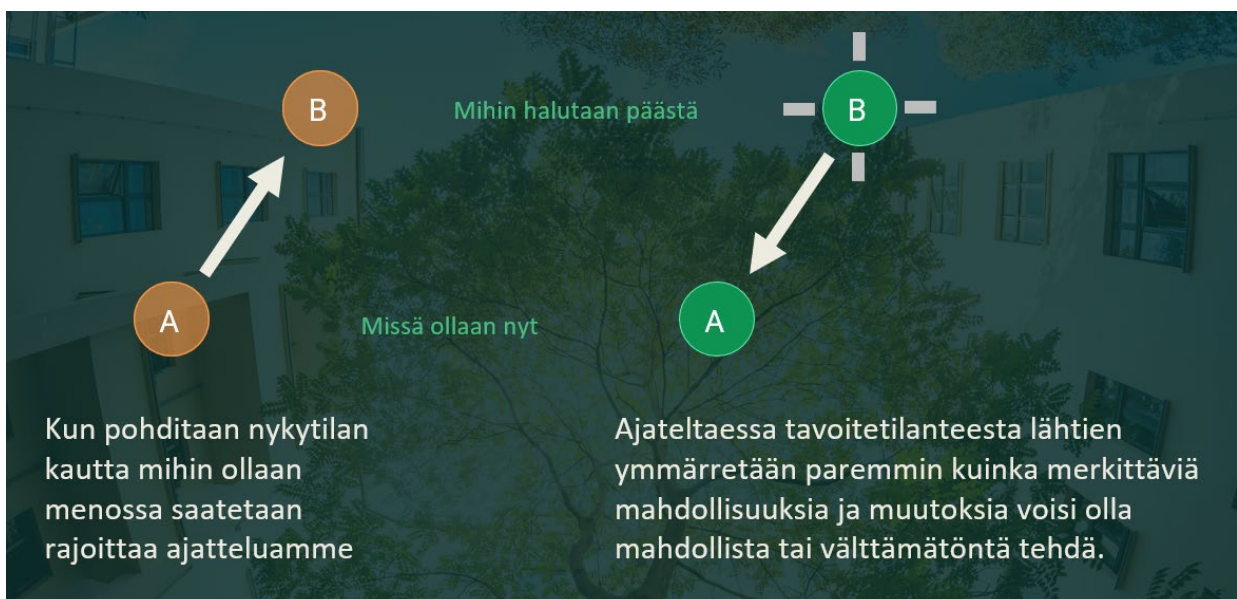 B
Mihin halutaan päästä
B
A
Missä ollaan nyt
A
Kun pohditaan nykytilan
kautta mihin ollaan
menossa saatetaan
rajoittaa ajatteluamme
Ajateltaessa tavoitetilanteesta lähtien
ymmärretään paremmin kuinka merkittäviä
mahdollisuuksia ja muutoksia voisi olla
mahdollista tai välttämätöntä tehdä.